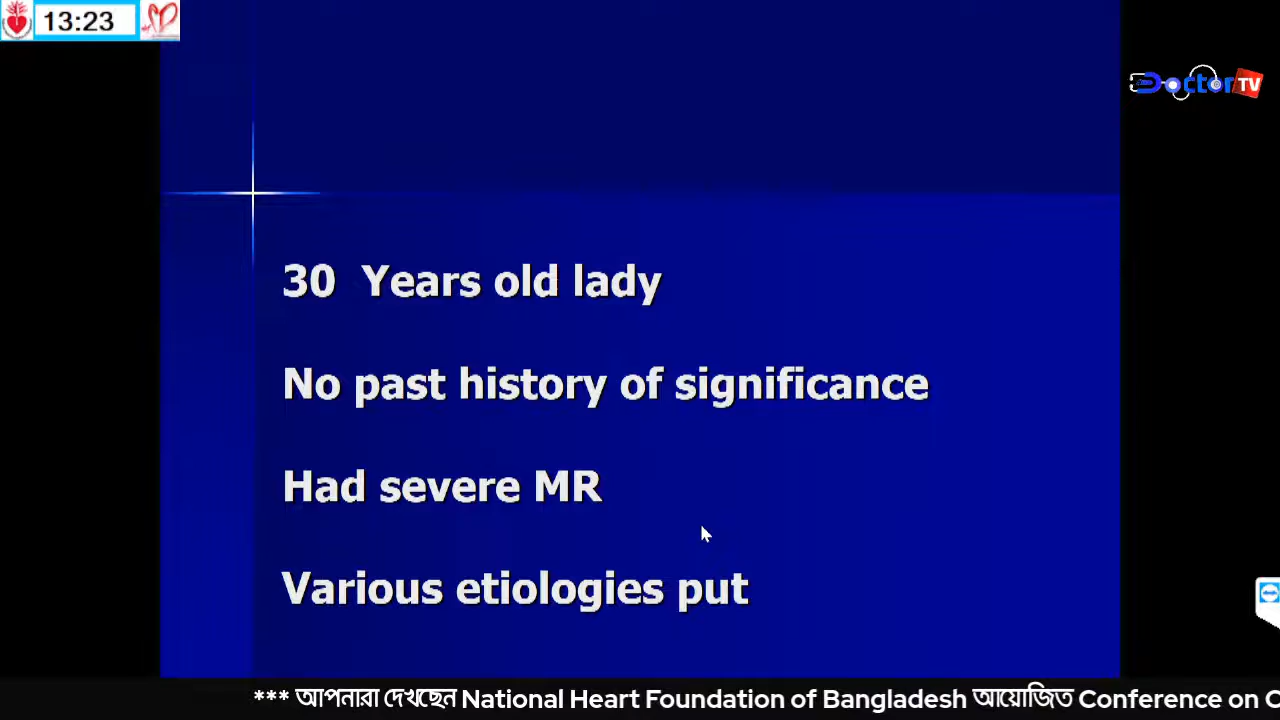 13:23
DoctorTV
30 Years old lady
No past history of significance
Had severe MR
Various etiologies put
*** আপনারা দেখছেন National Heart Foundation of Bangladesh আয়োজিত Conference on